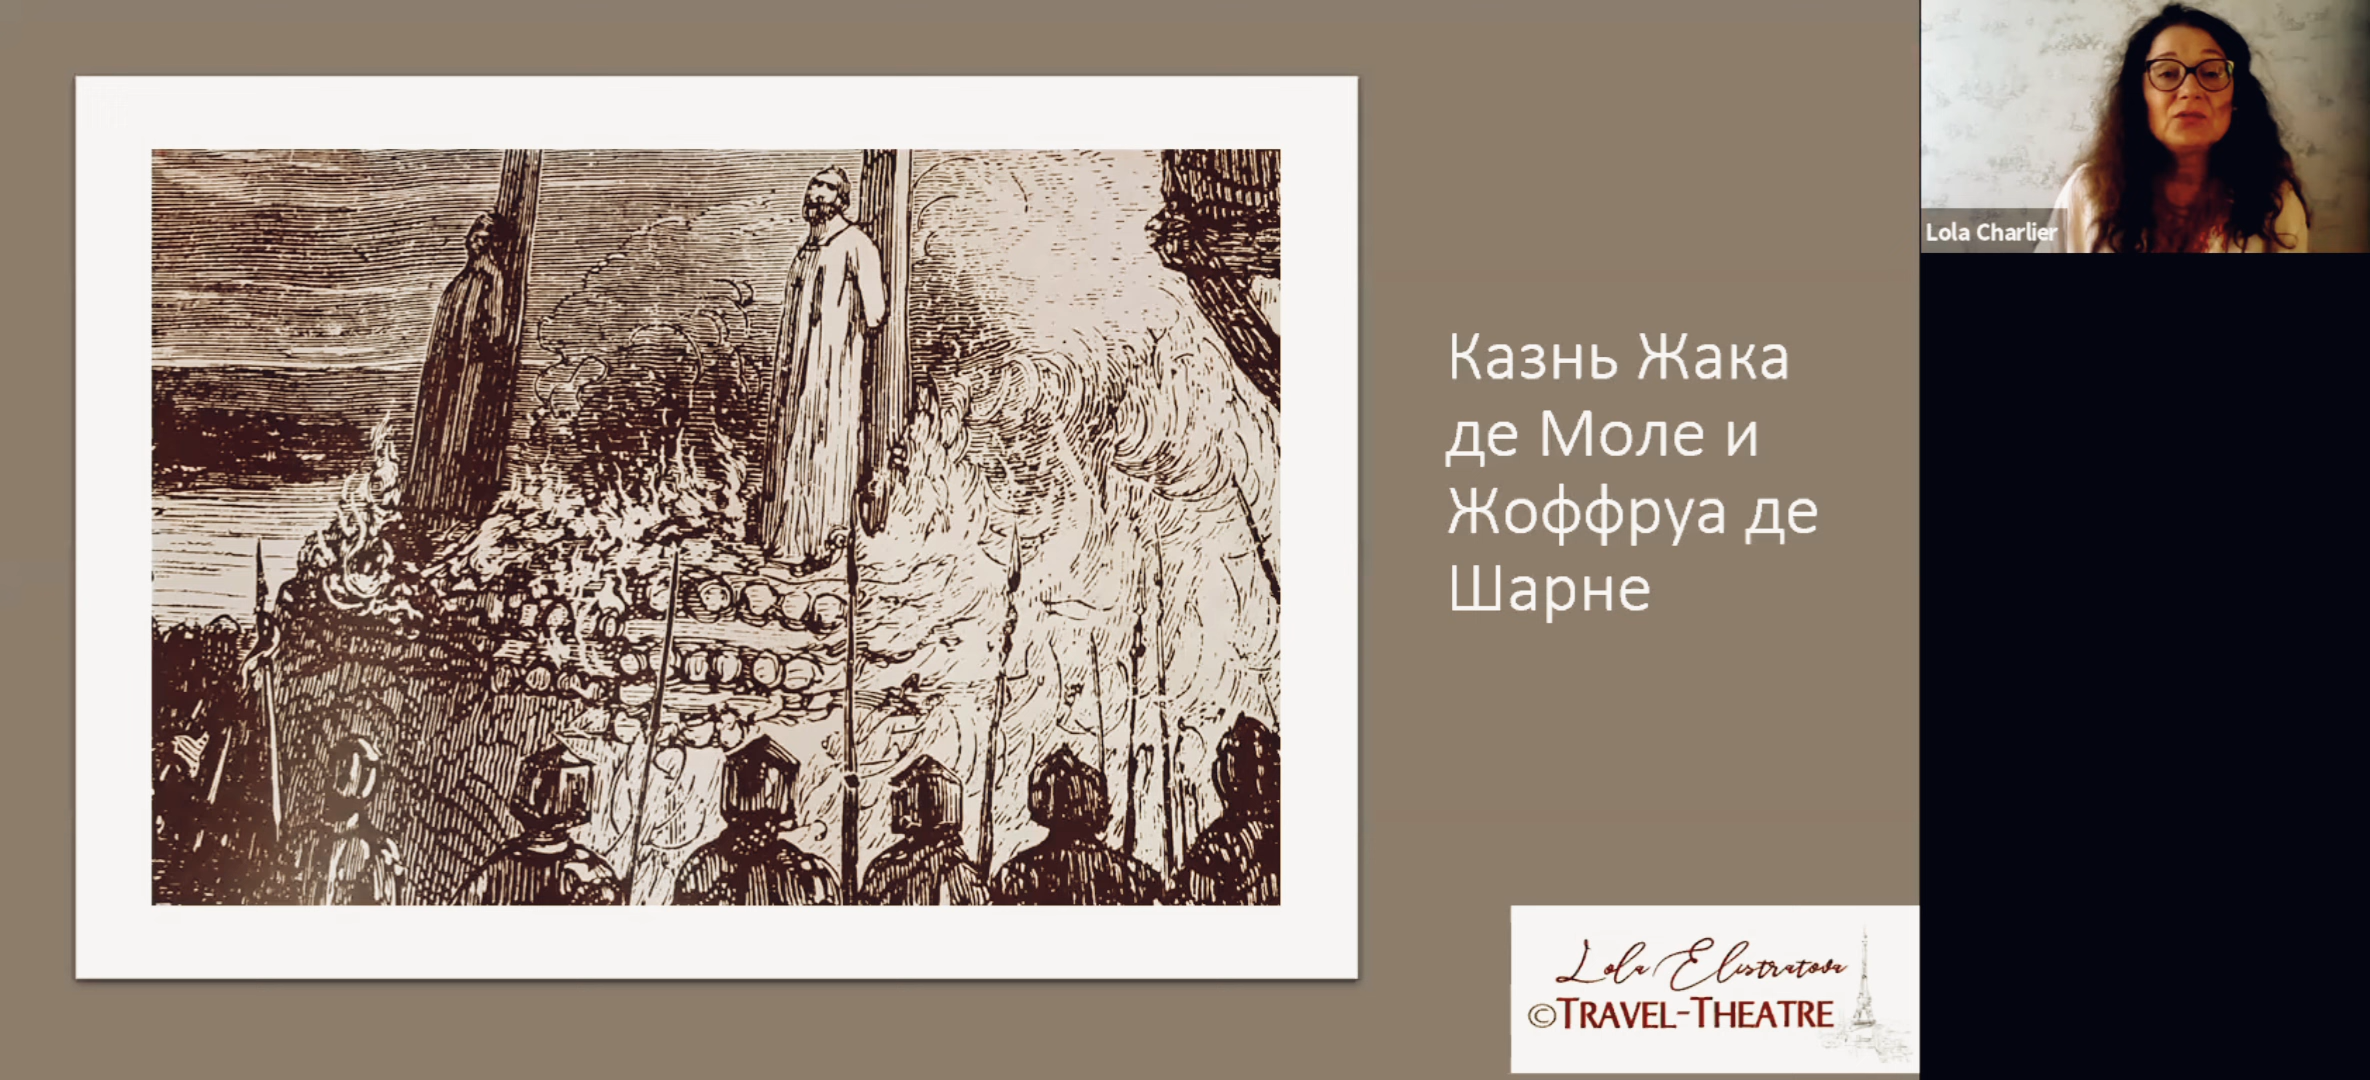 Казнь Жака
де Моле и
Жоффруа де
Шарне
Lola Charlier
Lola Elistratova
©TRAVEL-THEATRE